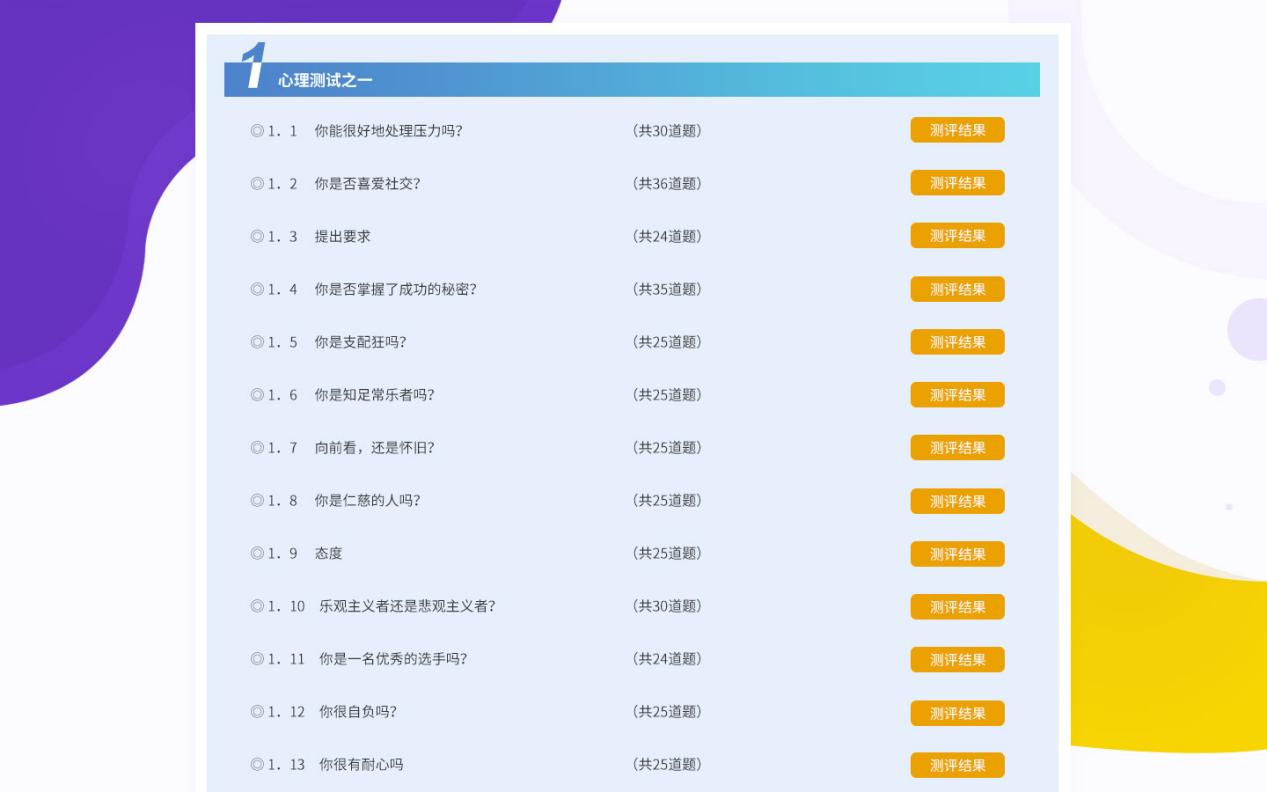 1 心理测试之一
◎1．1 你能很好地处理压力吗？ （共30道题） 测评结果
◎1．2 你是否喜爱社交？ （共36道题） 测评结果
◎1．3 提出要求 （共24道题） 测评结果
◎1．4 你是否掌握了成功的秘密？ （共35道题） 测评结果
◎1．5 你是支配狂吗？ （共25道题） 测评结果
◎1．6 你是知足常乐者吗？ （共25道题） 测评结果
◎1．7 向前看，还是怀旧？ （共25道题） 测评结果
◎1．8 你是仁慈的人吗？ （共25道题） 测评结果
◎1．9 态度 （共25道题） 测评结果
◎1．10 乐观主义者还是悲观主义者？ （共30道题） 测评结果
◎1．11 你是一名优秀的选手吗？ （共24道题） 测评结果
◎1．12 你很自负吗？ （共25道题） 测评结果
◎1．13 你很有耐心吗 （共25道题） 测评结果